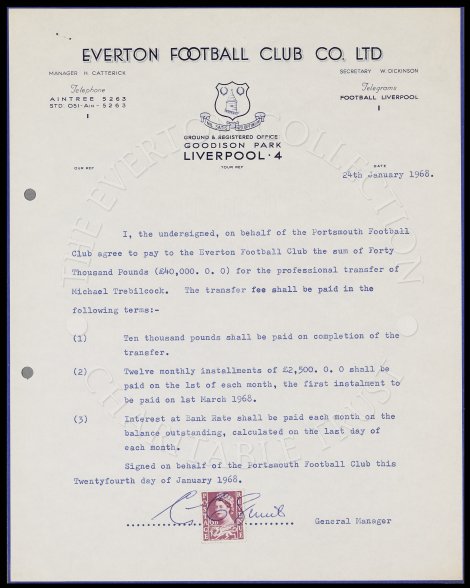 EVERTON FOOTBALL CLUB CO. LTD
MANAGER H. CATTERICK
SECRETARY W. DICKINSON
Telephone
AINTREE 5263
STD. 051-AIN-5263
Telegrams
FOOTBALL LIVERPOOL
GROUND & REGISTERED OFFICE
GOODISON PARK
LIVERPOOL · 4
OUR REF
YOUR REF
DATE
24th January 1968.
I, the undersigned, on behalf of the Portsmouth Football
Club agree to pay to the Everton Football Club the sum of Forty
Thousand Pounds (£40,000. 0. 0) for the professional transfer of
Michael Trebilcock. The transfer fee shall be paid in the
following terms:-
(1) Ten thousand pounds shall be paid on completion of the
transfer.
(2) Twelve monthly installments of £2,500. 0. 0 shall be
paid on the 1st of each month, the first instalment to
be paid on 1st March 1968.
(3) Interest at Bank Rate shall be paid each month on the
balance outstanding, calculated on the last day of
each month.
Signed on behalf of the Portsmouth Football Club this
Twentyfourth day of January 1968.
General Manager
THE EVERTON COLLECTION
CHARITABLE TRUST